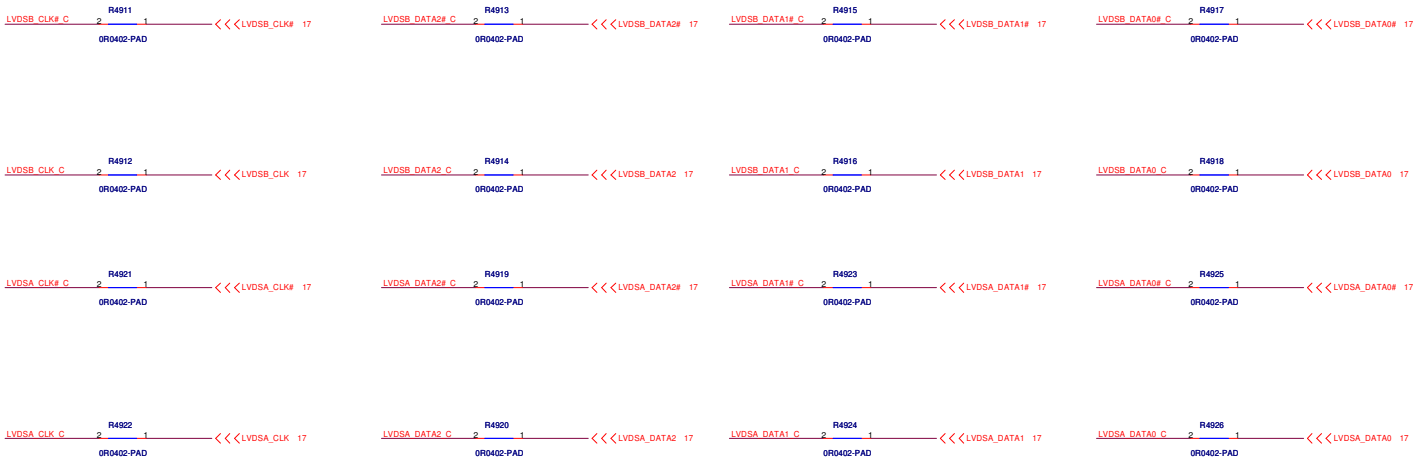 R4911 R4913 R4915 R4917
LVDSB_CLK#_C 2 1 LVDSB_CLK# 17 LVDSB_DATA2#_C 2 1 LVDSB_DATA2# 17 LVDSB_DATA1#_C 2 1 LVDSB_DATA1# 17 LVDSB_DATA0#_C 2 1 LVDSB_DATA0# 17
0R0402-PAD 0R0402-PAD 0R0402-PAD 0R0402-PAD
R4912 R4914 R4916 R4918
LVDSB_CLK_C 2 1 LVDSB_CLK 17 LVDSB_DATA2_C 2 1 LVDSB_DATA2 17 LVDSB_DATA1_C 2 1 LVDSB_DATA1 17 LVDSB_DATA0_C 2 1 LVDSB_DATA0 17
0R0402-PAD 0R0402-PAD 0R0402-PAD 0R0402-PAD
R4921 R4919 R4923 R4925
LVDSA_CLK#_C 2 1 LVDSA_CLK# 17 LVDSA_DATA2#_C 2 1 LVDSA_DATA2# 17 LVDSA_DATA1#_C 2 1 LVDSA_DATA1# 17 LVDSA_DATA0#_C 2 1 LVDSA_DATA0# 17
0R0402-PAD 0R0402-PAD 0R0402-PAD 0R0402-PAD
R4922 R4920 R4924 R4926
LVDSA_CLK_C 2 1 LVDSA_CLK 17 LVDSA_DATA2_C 2 1 LVDSA_DATA2 17 LVDSA_DATA1_C 2 1 LVDSA_DATA1 17 LVDSA_DATA0_C 2 1 LVDSA_DATA0 17
0R0402-PAD 0R0402-PAD 0R0402-PAD 0R0402-PAD